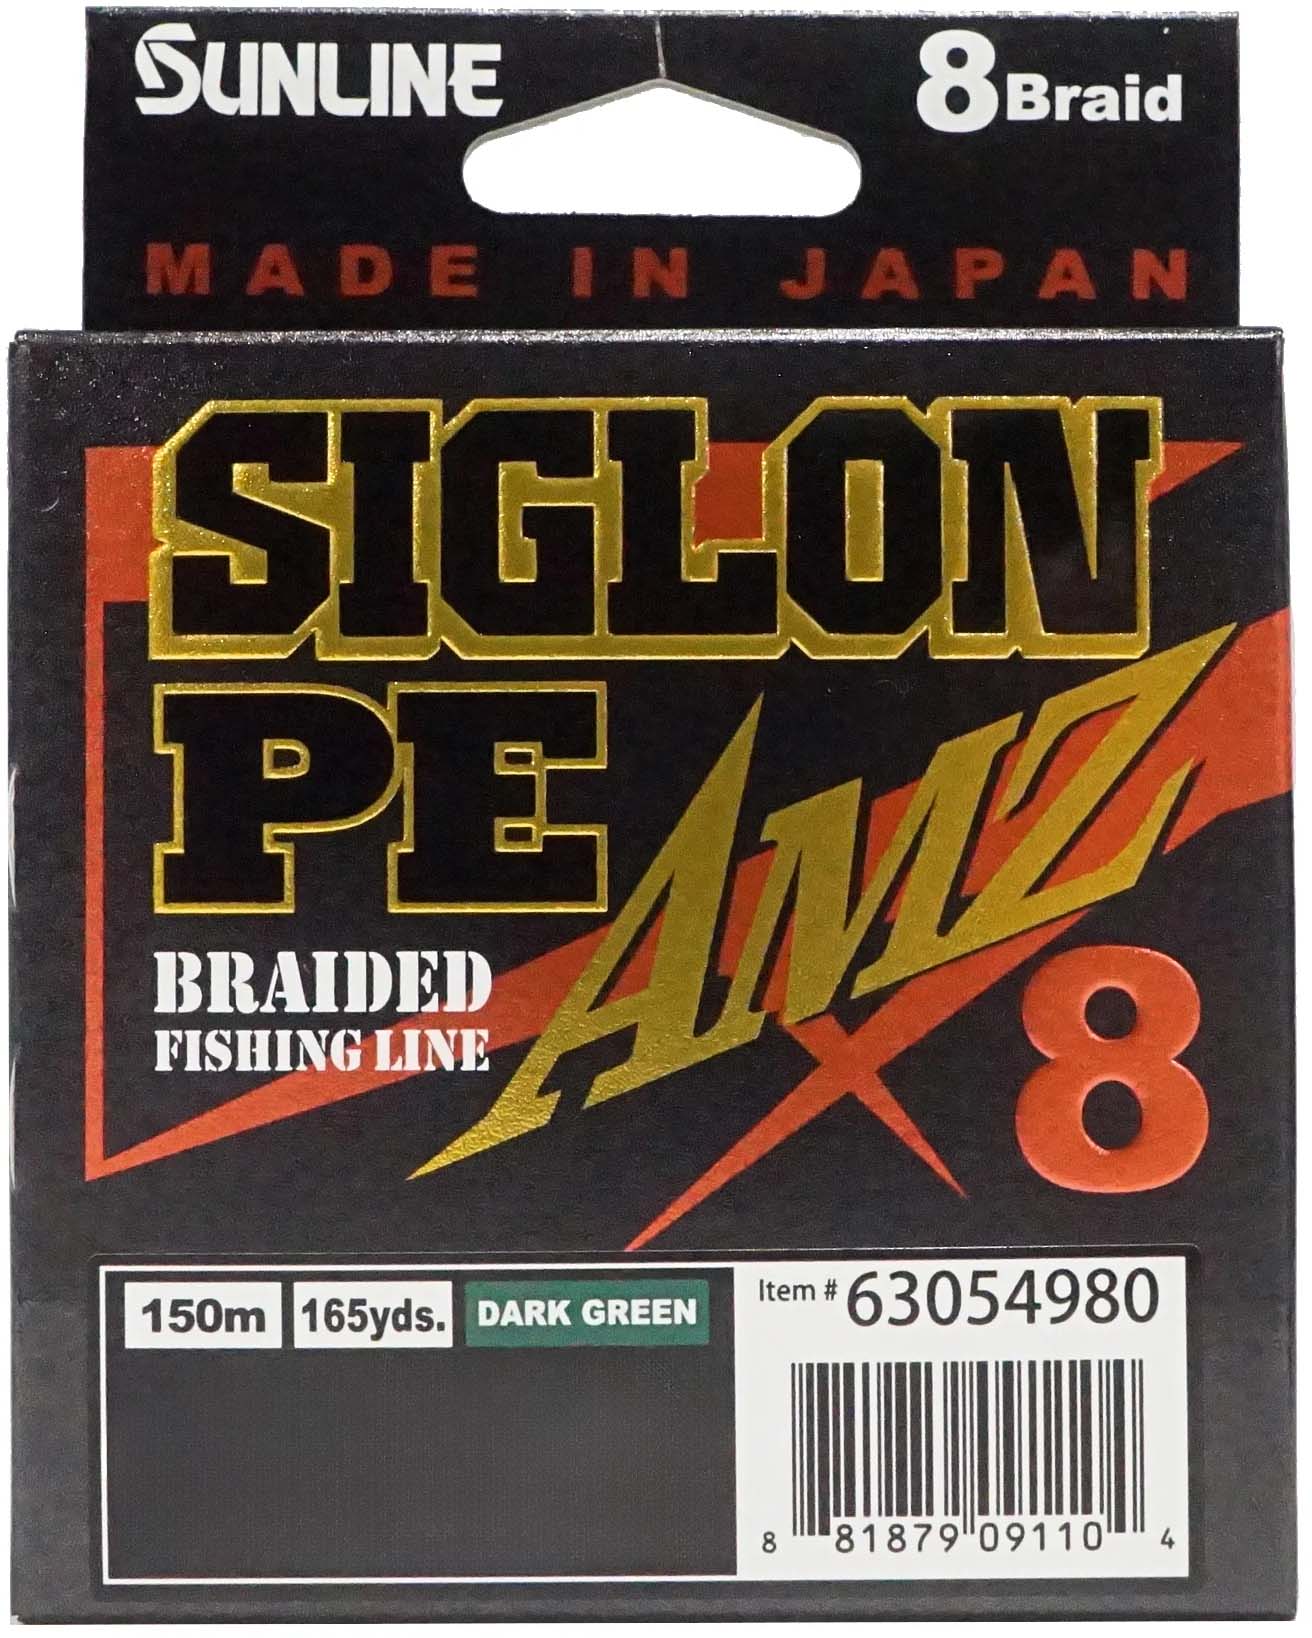 SUNLINE
8 Braid
MADE IN JAPAN
SIGLON
PE
AMZ
BRAIDED
FISHING LINE
×8
150m 165yds. DARK GREEN
Item # 63054980
8 81879 09110 4